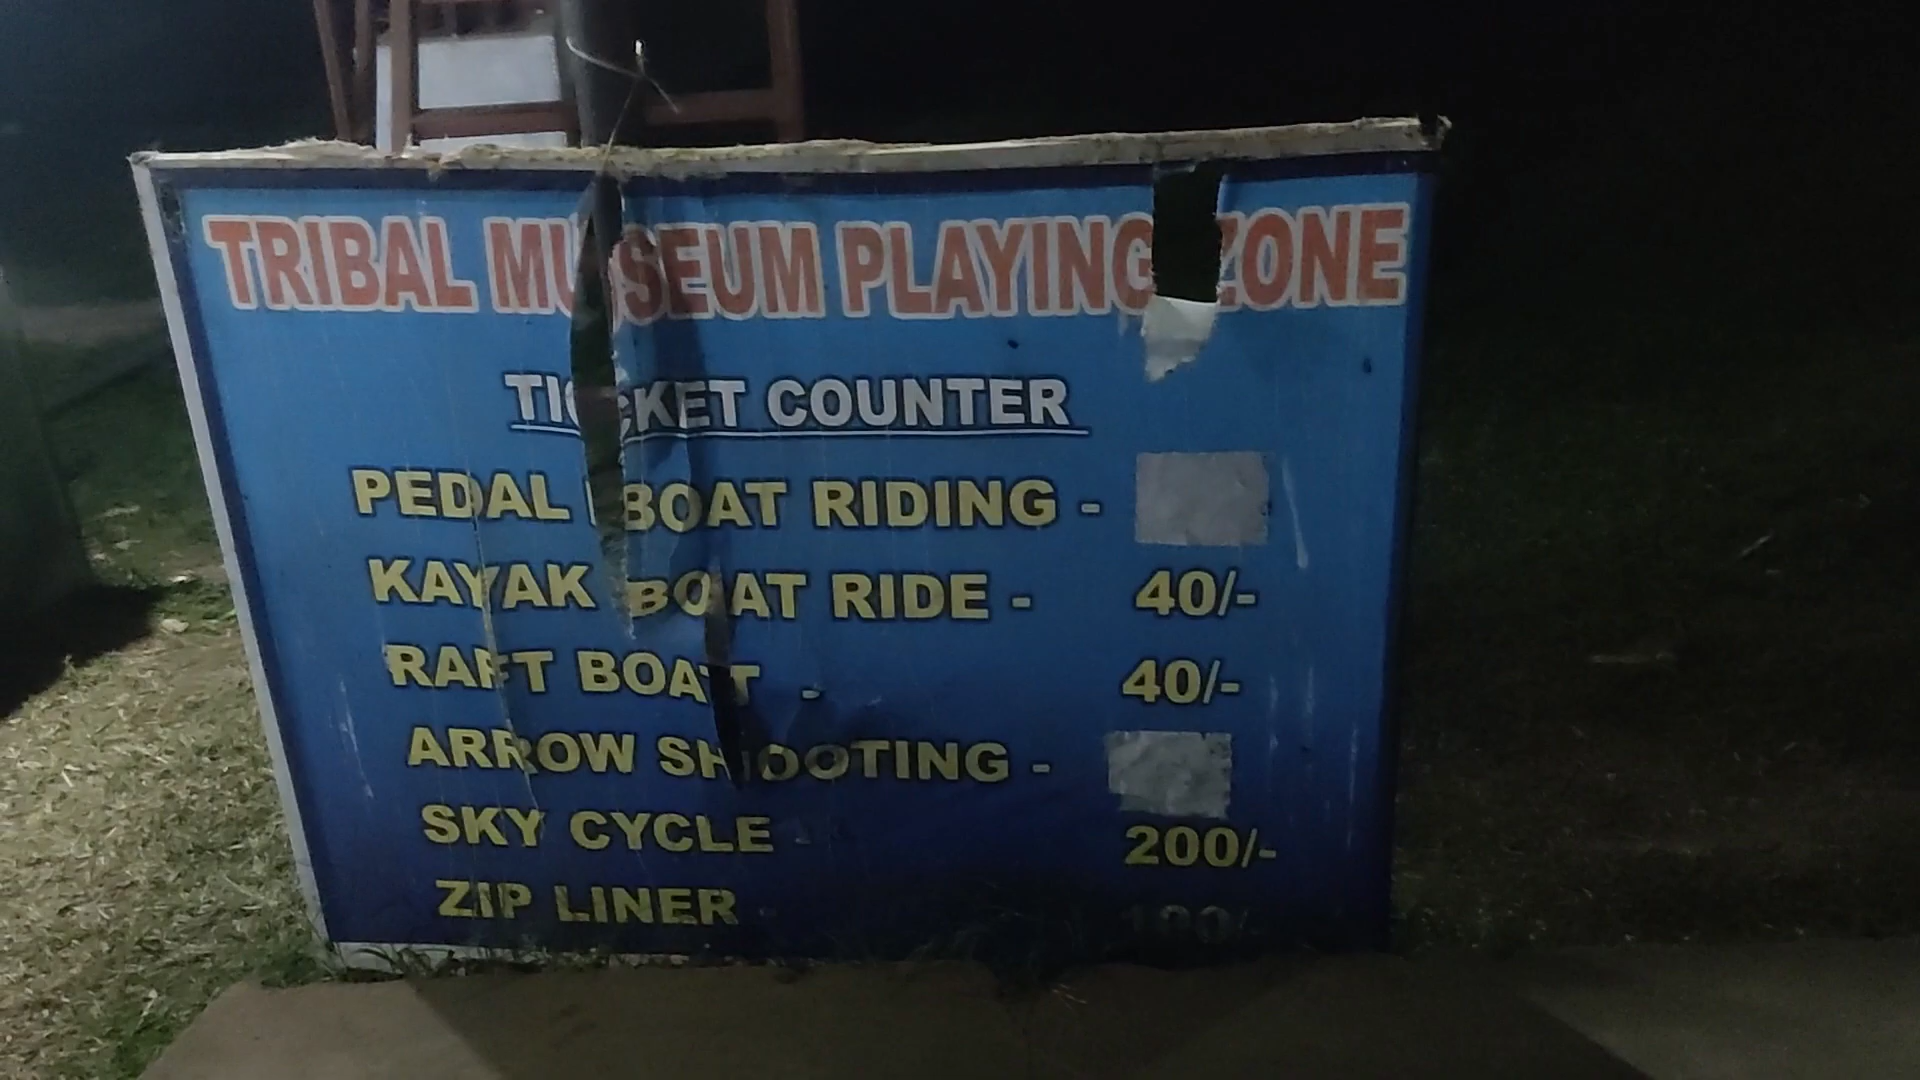 TRIBAL MUSEUM PLAYING ZONE
TICKET COUNTER
PEDAL BOAT RIDING -
KAYAK BOAT RIDE - 40/-
RAFT BOAT - 40/-
ARROW SHOOTING -
SKY CYCLE - 200/-
ZIP LINER -